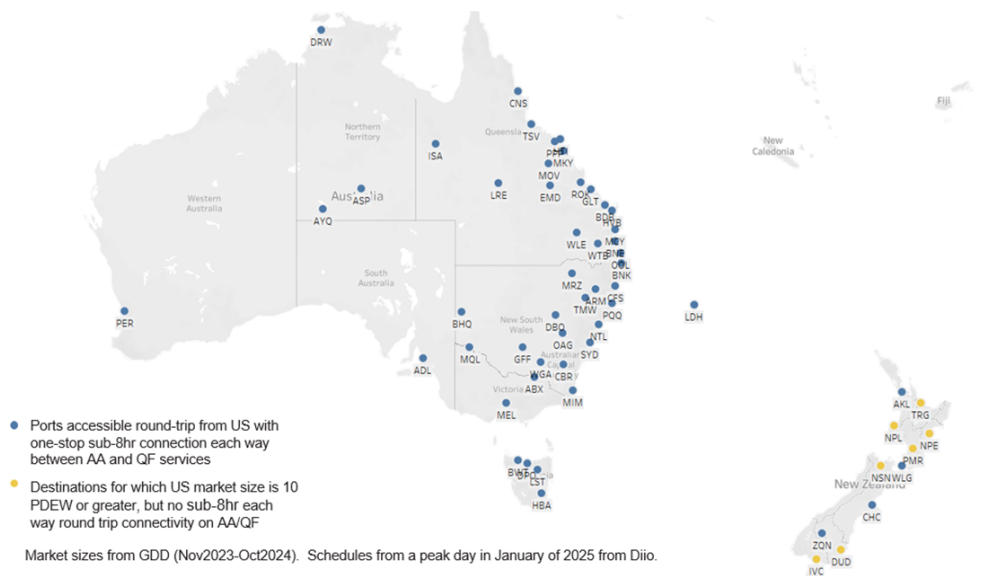 DRW
Fiji
CNS
TSV
Northern
Territory
Queensla
New
Caledonia
ISA
MKY
MOV
LRE
EMD
ROK
GLT
Australia
ASP
Western
Australia
AYQ
BDB
HVB
WLE
MCY
WTB
BNE
OOL
BNK
South
Australia
MRZ
ARM
CFS
TMW
PQQ
LDH
PER
BHQ
New South
Wales
DBO
NTL
OAG
SYD
MQL
GFF
Australian
Capi
ADL
WGA
CBR
Victoria
ABX
MIM
MEL
AKL
TRG
NPL
NPE
PMR
NSN
WLG
New Zealand
BWT
DPO
LST
HBA
CHC
ZQN
DUD
IVC
Ports accessible round-trip from US with
one-stop sub-8hr connection each way
between AA and QF services
Destinations for which US market size is 10
PDEW or greater, but no sub-8hr each
way round trip connectivity on AA/QF
Market sizes from GDD (Nov2023-Oct2024).  Schedules from a peak day in January of 2025 from Diio.